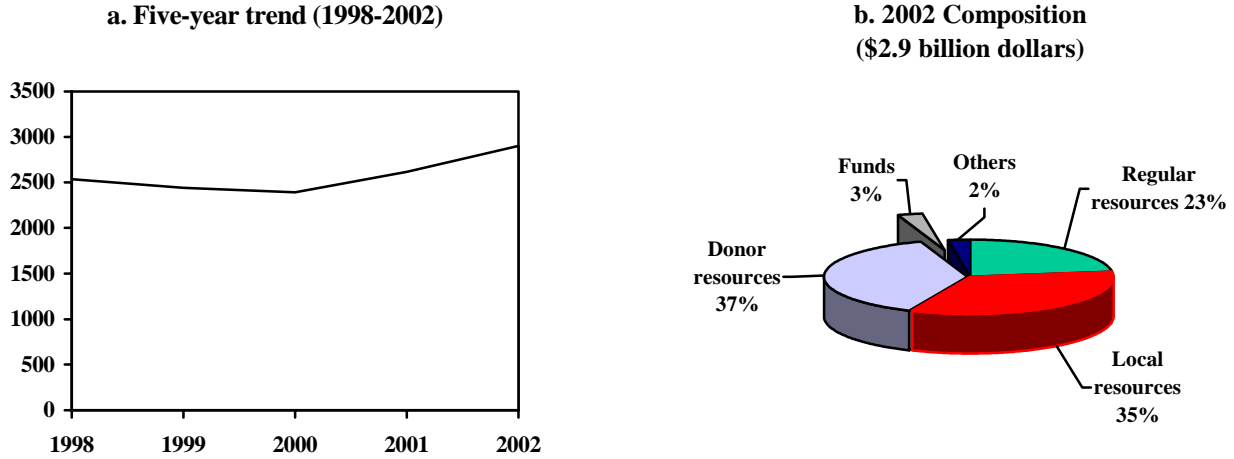 a. Five-year trend (1998-2002)
3500
3000
2500
2000
1500
1000
500
0
1998 1999 2000 2001 2002
b. 2002 Composition
($2.9 billion dollars)
Funds
3%
Others
2%
Regular
resources 23%
Donor
resources
37%
Local
resources
35%